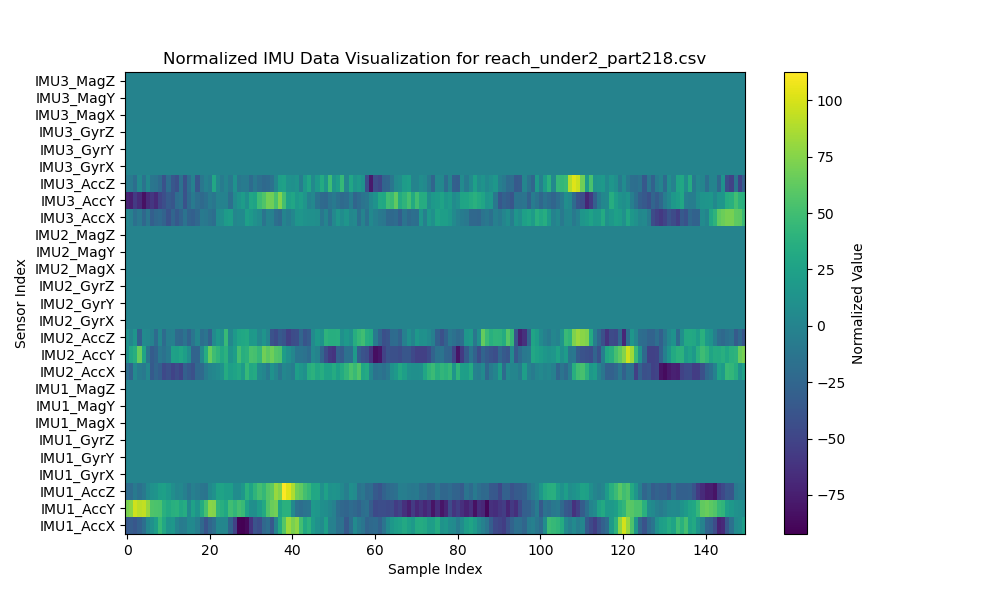 Normalized IMU Data Visualization for reach_under2_part218.csv
IMU3_MagZ
IMU3_MagY
IMU3_MagX
IMU3_GyrZ
IMU3_GyrY
IMU3_GyrX
IMU3_AccZ
IMU3_AccY
IMU3_AccX
IMU2_MagZ
IMU2_MagY
IMU2_MagX
IMU2_GyrZ
IMU2_GyrY
IMU2_GyrX
IMU2_AccZ
IMU2_AccY
IMU2_AccX
IMU1_MagZ
IMU1_MagY
IMU1_MagX
IMU1_GyrZ
IMU1_GyrY
IMU1_GyrX
IMU1_AccZ
IMU1_AccY
IMU1_AccX
Sensor Index
0 20 40 60 80 100 120 140
Sample Index
100
75
50
25
0
−25
−50
−75
Normalized Value